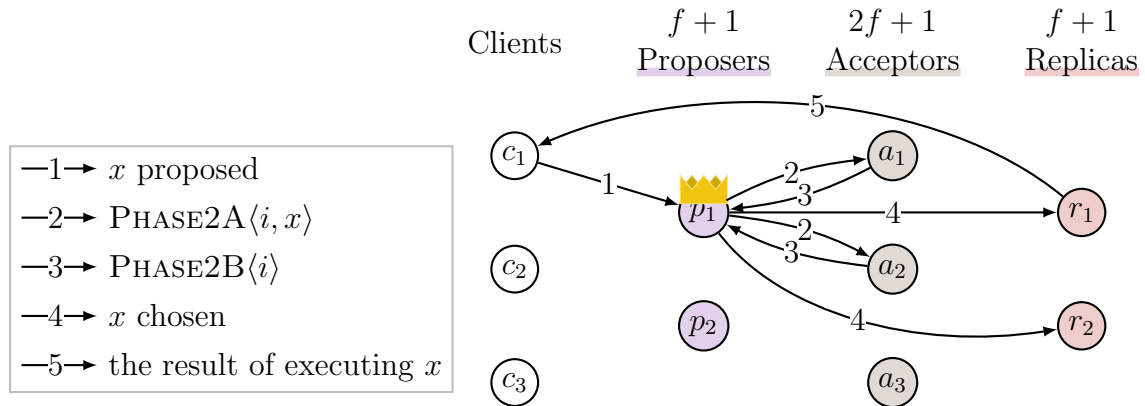 Clients
f + 1
Proposers
2f + 1
Acceptors
f + 1
Replicas
1 x proposed
2 PHASE2A⟨i, x⟩
3 PHASE2B⟨i⟩
4 x chosen
5 the result of executing x
5
c1
1
p1
2
3
a1
4
r1
2
3
c2
a2
4
p2
r2
c3
a3